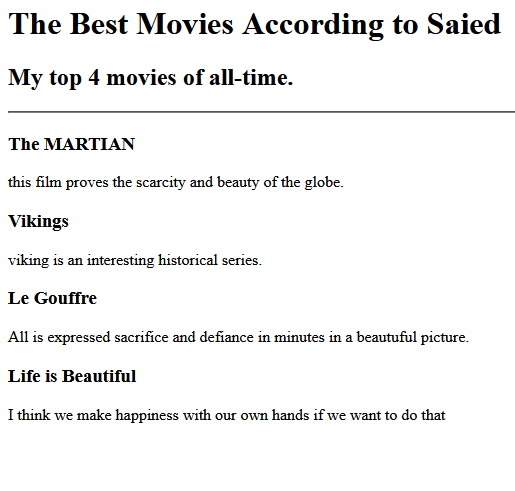 The Best Movies According to Saied
My top 4 movies of all-time.
The MARTIAN
this film proves the scarcity and beauty of the globe.
Vikings
viking is an interesting historical series.
Le Gouffre
All is expressed sacrifice and defiance in minutes in a beautuful picture.
Life is Beautiful
I think we make happiness with our own hands if we want to do that